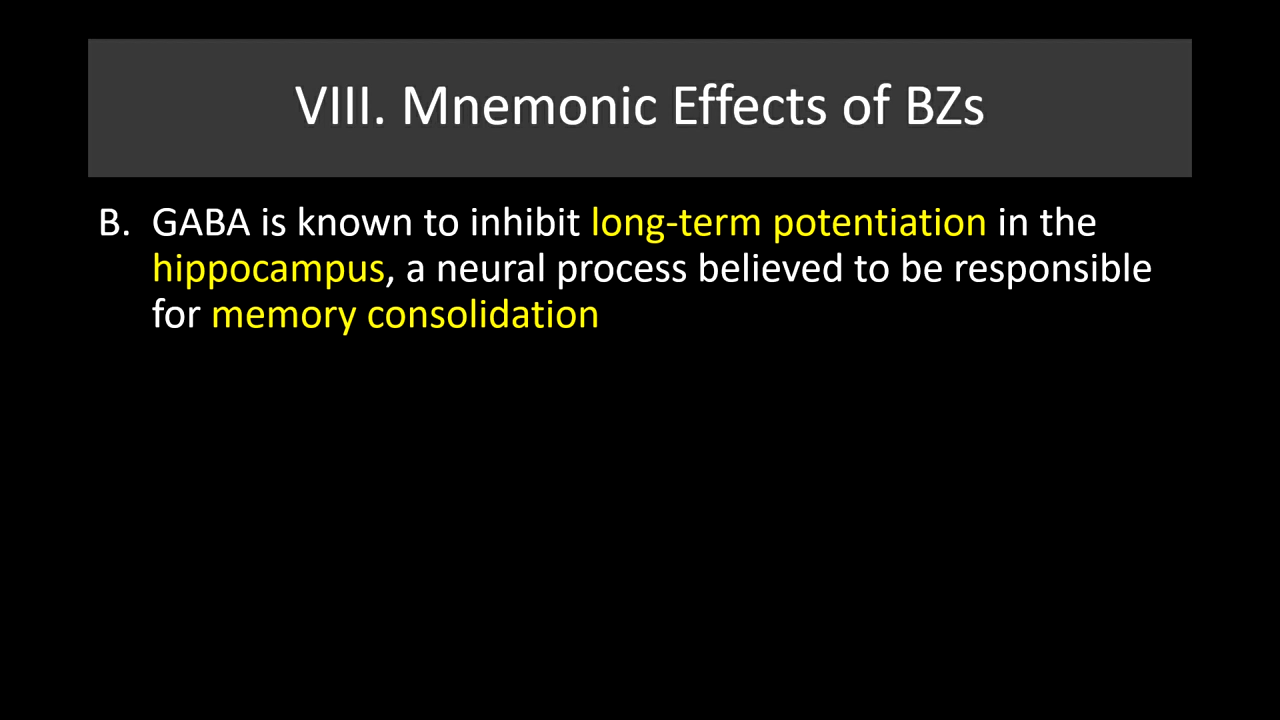 VIII. Mnemonic Effects of BZs
B. GABA is known to inhibit long-term potentiation in the
hippocampus, a neural process believed to be responsible
for memory consolidation